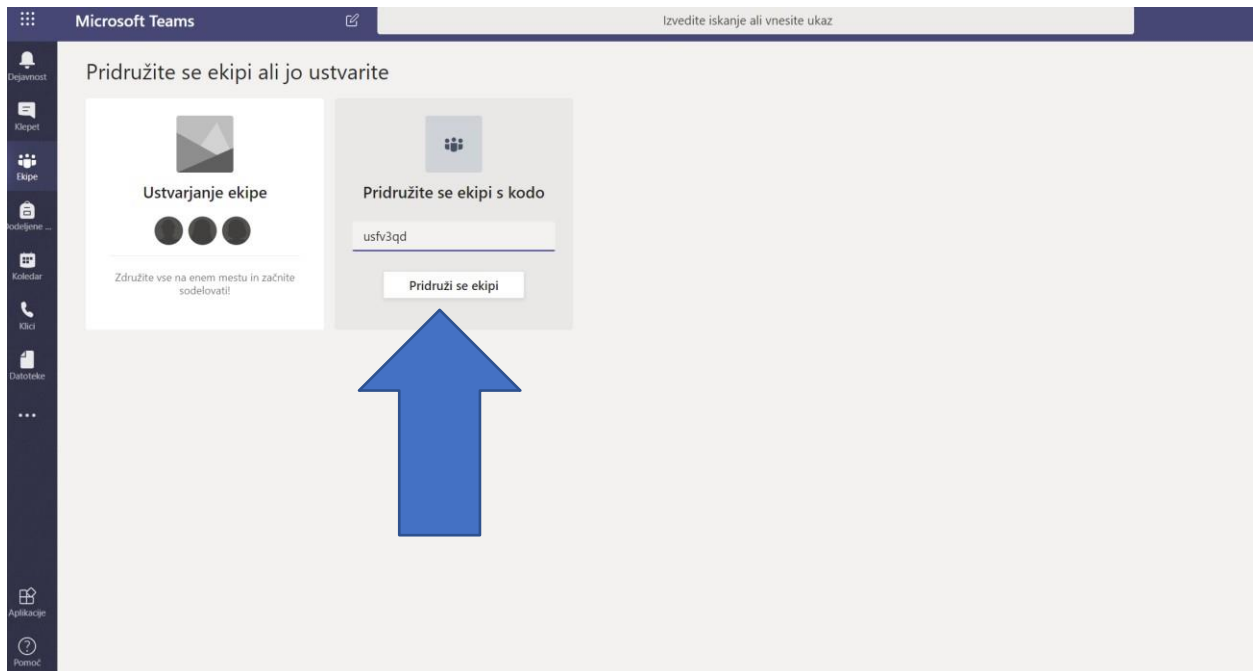 Microsoft Teams
Izvedite iskanje ali vnesite ukaz
Dejavnost
Klepet
Ekipe
odeljene ...
Koledar
Klici
Datoteke
Aplikacije
Pomoč
Pridružite se ekipi ali jo ustvarite
Ustvarjanje ekipe
Združite vse na enem mestu in začnite
sodelovati!
Pridružite se ekipi s kodo
usfv3qd
Pridruži se ekipi